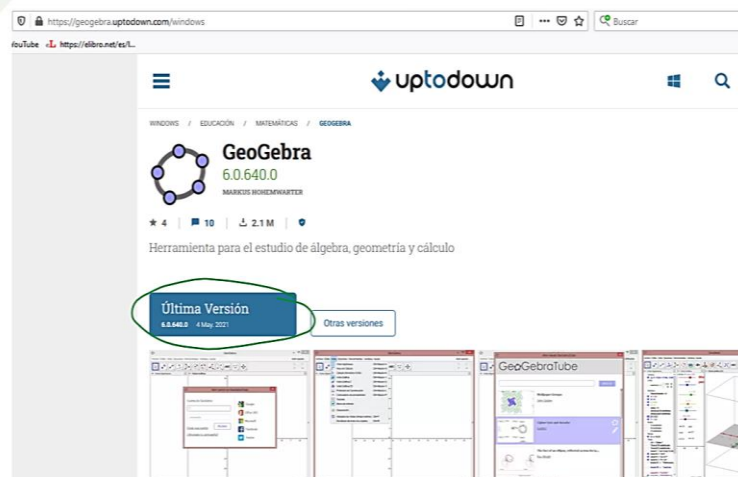 https://geogebra.uptodown.com/windows
Buscar
YouTube
eL https://elibro.net/es/l...
uptodown
WINDOWS / EDUCACIÓN / MATEMÁTICAS / GEOGEBRA
GeoGebra
6.0.640.0
MARKUS HOHENWARTER
4 10 2.1 M
Herramienta para el estudio de álgebra, geometría y cálculo
Última Versión
6.0.640.0 4 May. 2021
Otras versiones
GeoGebraTube